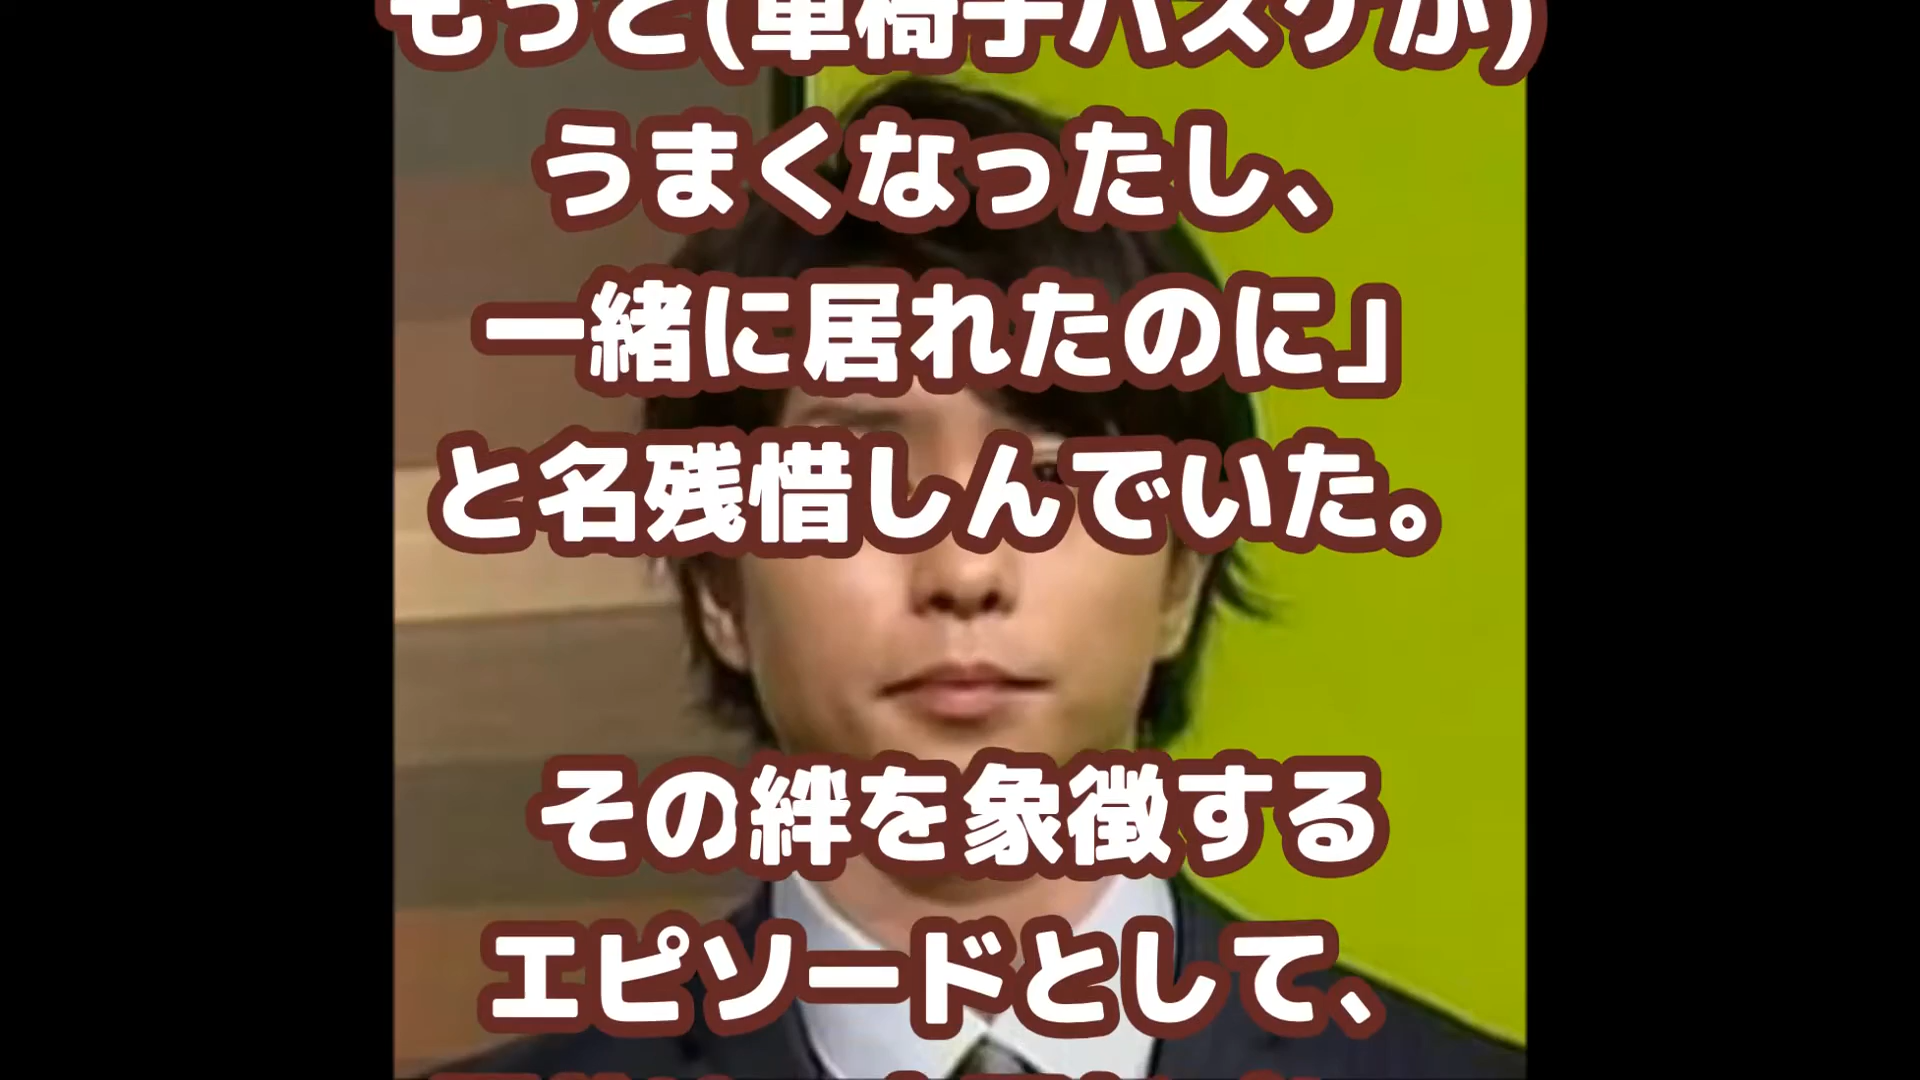 もっと(車椅子バスケが)
うまくなったし、
一緒に居れたのに」
と名残惜しんでいた。
その絆を象徴する
エピソードとして、